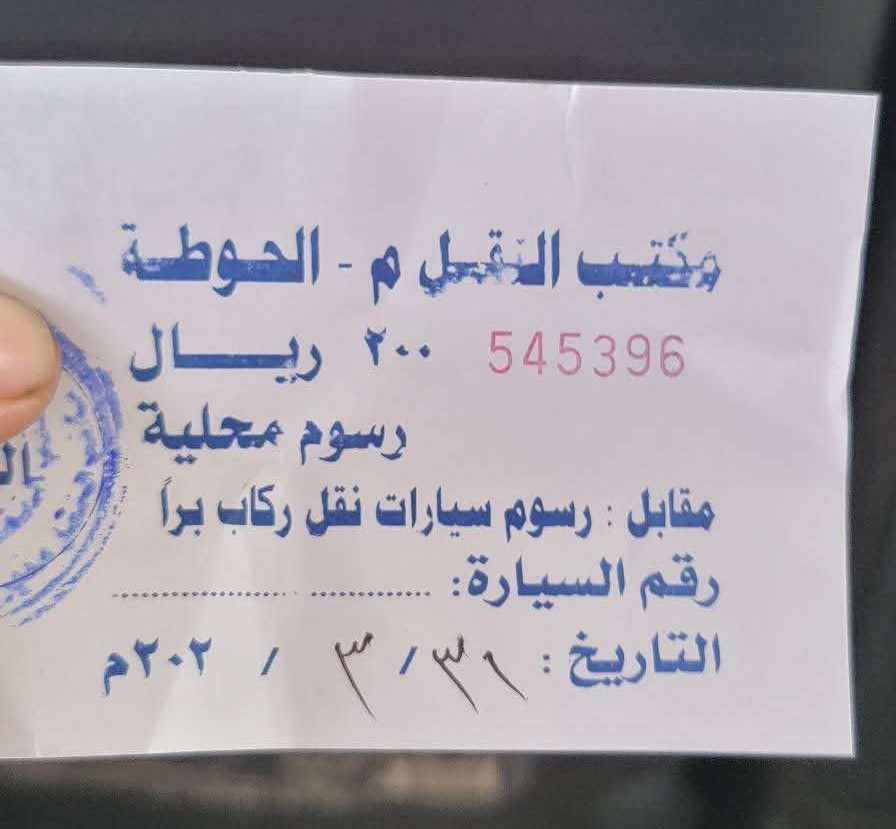 مكتب النقل م - الحوطة
545396 ٢٠٠ ريال
رسوم محلية
مقابل : رسوم سيارات نقل ركاب براً
رقم السيارة: ....................
التاريخ : ٣١ / ٣ / ٢٠٢م